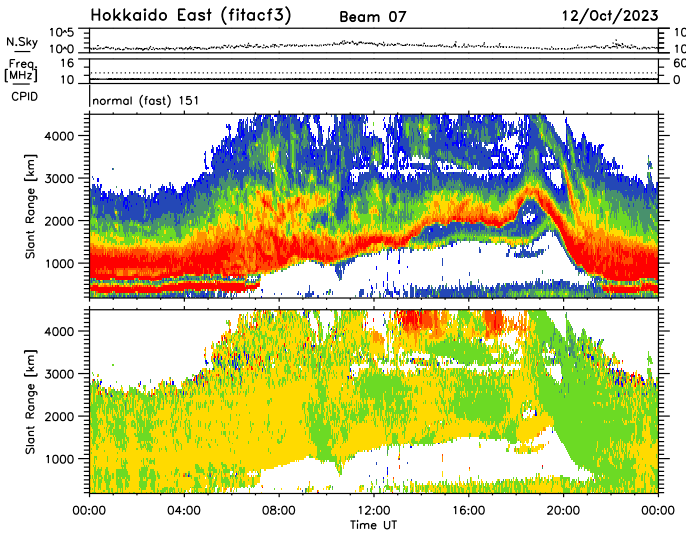 Hokkaido East (fitacf3) Beam 07 12/Oct/2023
N.Sky 10^5 10^0 10^5 10^0
Freq. [MHz] 16 10 60 0
CPID normal (fast) 151
Slant Range [km] 4000 3000 2000 1000
Slant Range [km] 4000 3000 2000 1000
00:00 04:00 08:00 12:00 16:00 20:00 00:00
Time UT